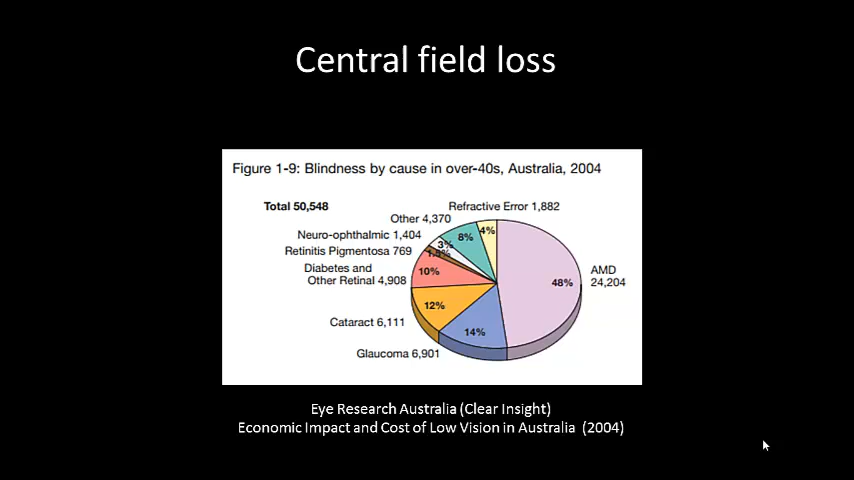 Central field loss
Figure 1-9: Blindness by cause in over-40s, Australia, 2004
Total 50,548
Refractive Error 1,882
Other 4,370
Neuro-ophthalmic 1,404
Retinitis Pigmentosa 769
Diabetes and
Other Retinal 4,908
Cataract 6,111
Glaucoma 6,901
AMD
24,204
4%
8%
3%
1.5%
10%
12%
14%
48%
Eye Research Australia (Clear Insight)
Economic Impact and Cost of Low Vision in Australia (2004)